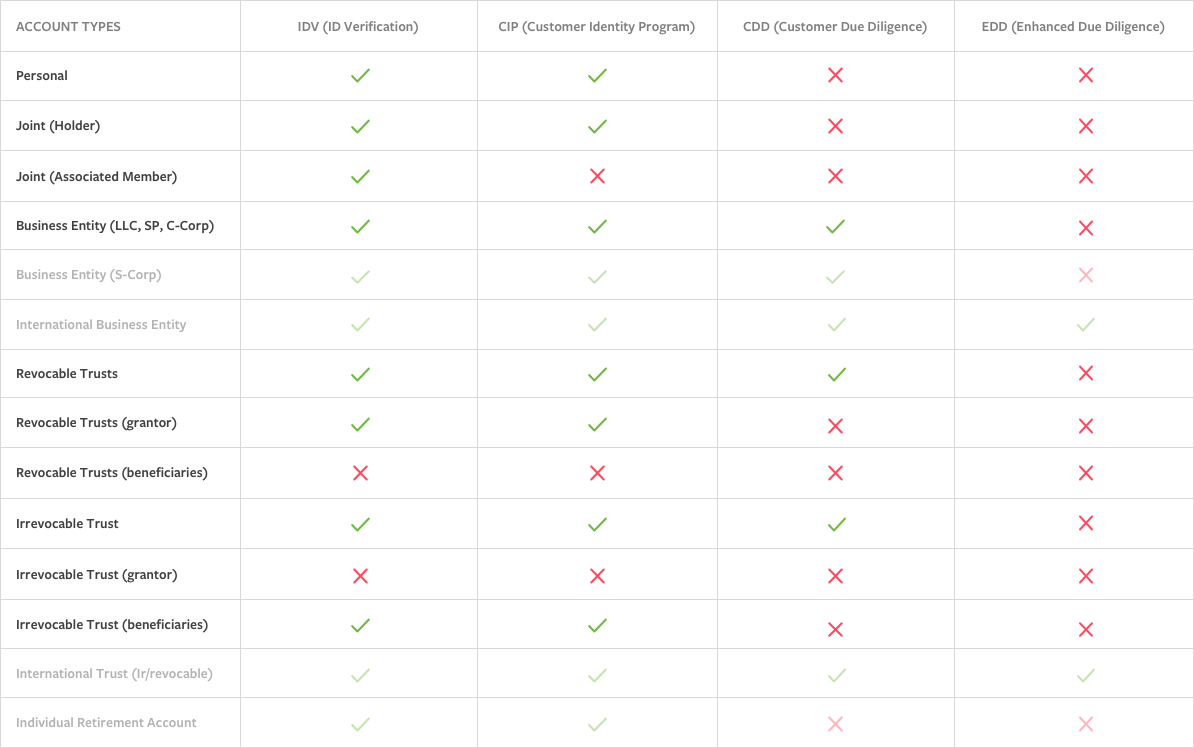 ACCOUNT TYPES IDV (ID Verification) CIP (Customer Identity Program) CDD (Customer Due Diligence) EDD (Enhanced Due Diligence)
Personal
Joint (Holder)
Joint (Associated Member)
Business Entity (LLC, SP, C-Corp)
Business Entity (S-Corp)
International Business Entity
Revocable Trusts
Revocable Trusts (grantor)
Revocable Trusts (beneficiaries)
Irrevocable Trust
Irrevocable Trust (grantor)
Irrevocable Trust (beneficiaries)
International Trust (Ir/revocable)
Individual Retirement Account